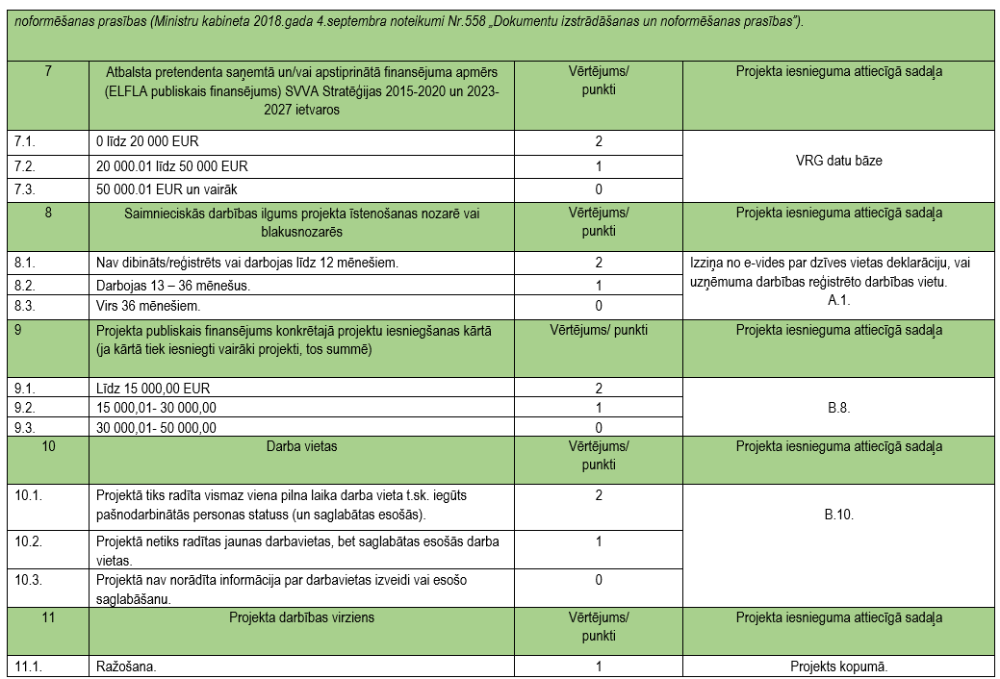 noformēšanas prasības (Ministru kabineta 2018.gada 4.septembra noteikumi Nr.558 „Dokumentu izstrādāšanas un noformēšanas prasības”).
7
Atbalsta pretendenta saņemtā un/vai apstiprinātā finansējuma apmērs
(ELFLA publiskais finansējums) SVVA Stratēģijas 2015-2020 un 2023-
2027 ietvaros
Vērtējums/
punkti
Projekta iesnieguma attiecīgā sadaļa
7.1.
0 līdz 20 000 EUR
2
VRG datu bāze
7.2.
20 000.01 līdz 50 000 EUR
1
7.3.
50 000.01 EUR un vairāk
0
8
Saimnieciskās darbības ilgums projekta īstenošanas nozarē vai
blakusnozarēs
Vērtējums/
punkti
Projekta iesnieguma attiecīgā sadaļa
8.1.
Nav dibināts/reģistrēts vai darbojas līdz 12 mēnešiem.
2
Izziņa no e-vides par dzīves vietas deklarāciju, vai
uzņēmuma darbības reģistrēto darbības vietu.
A.1.
8.2.
Darbojas 13 – 36 mēnešus.
1
8.3.
Virs 36 mēnešiem.
0
9
Projekta publiskais finansējums konkrētajā projektu iesniegšanas kārtā
(ja kārtā tiek iesniegti vairāki projekti, tos summē)
Vērtējums/ punkti
Projekta iesnieguma attiecīgā sadaļa
9.1.
Līdz 15 000,00 EUR
2
B.8.
9.2.
15 000,01- 30 000,00
1
9.3.
30 000,01- 50 000,00
0
10
Darba vietas
Vērtējums/
punkti
Projekta iesnieguma attiecīgā sadaļa
10.1.
Projektā tiks radīta vismaz viena pilna laika darba vieta t.sk. iegūts
pašnodarbinātās personas statuss (un saglabātas esošās).
2
B.10.
10.2.
Projektā netiks radītas jaunas darbavietas, bet saglabātas esošās darba
vietas.
1
10.3.
Projektā nav norādīta informācija par darbavietas izveidi vai esošo
saglabāšanu.
0
11
Projekta darbības virziens
Vērtējums/
punkti
Projekta iesnieguma attiecīgā sadaļa
11.1.
Ražošana.
1
Projekts kopumā.